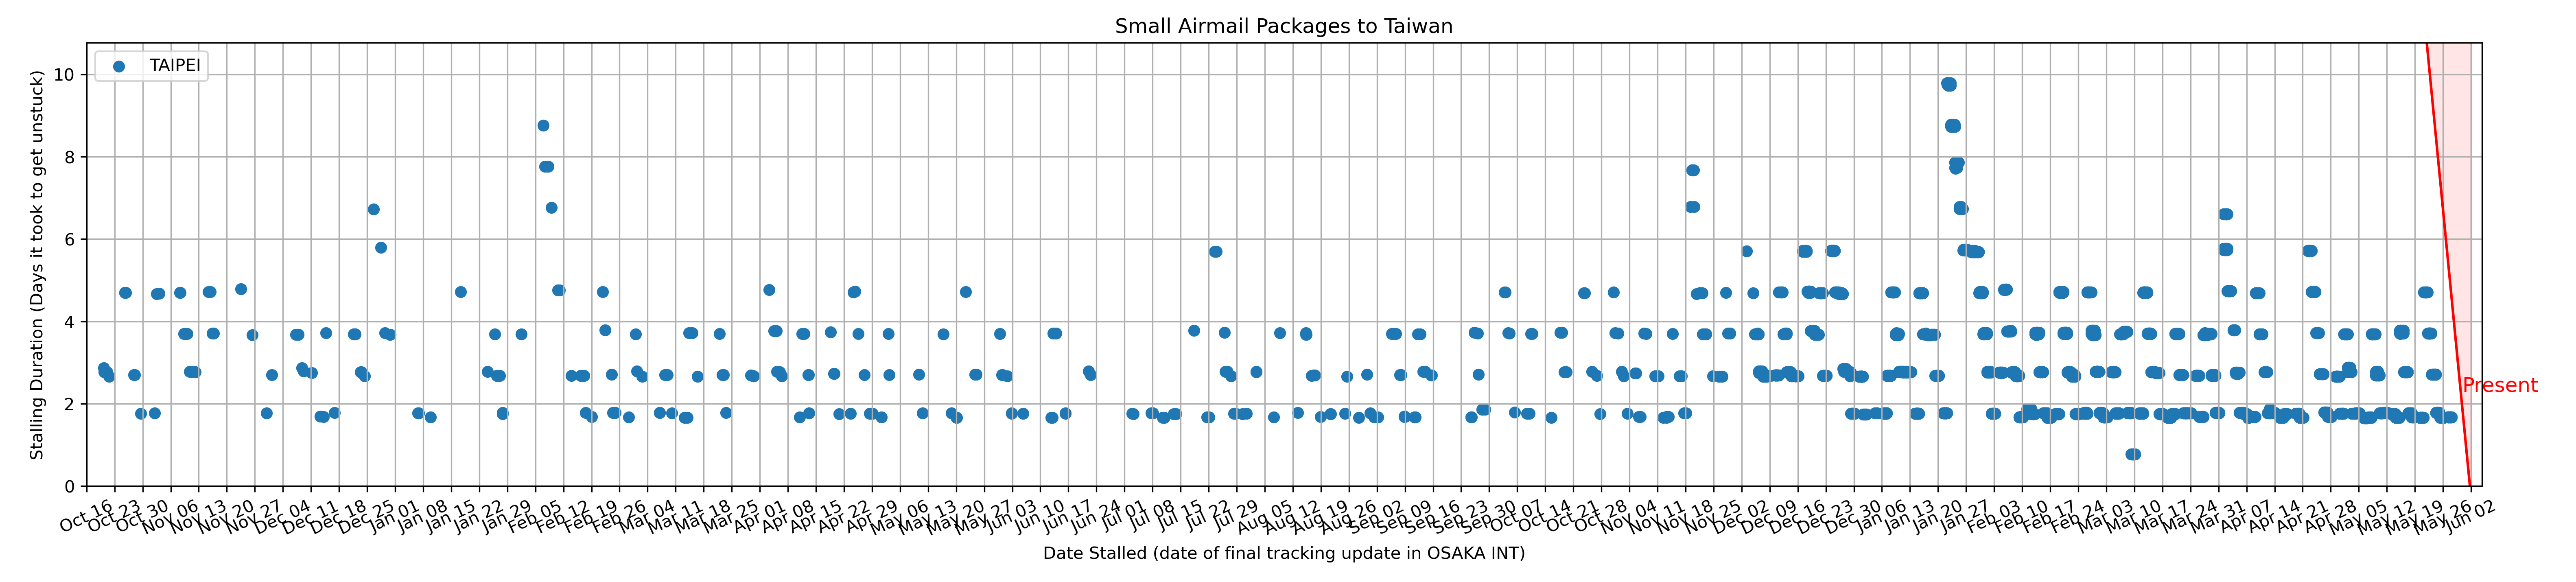 Small Airmail Packages to Taiwan
TAIPEI
Stalling Duration (Days it took to get unstuck)
10
8
6
4
2
0
Present
Oct 16 Oct 23 Oct 30 Nov 06 Nov 13 Nov 20 Nov 27 Dec 04 Dec 11 Dec 18 Dec 25 Jan 01 Jan 08 Jan 15 Jan 22 Jan 29 Feb 05 Feb 12 Feb 19 Feb 26 Mar 04 Mar 11 Mar 18 Mar 25 Apr 01 Apr 08 Apr 15 Apr 22 Apr 29 May 06 May 13 May 20 May 27 Jun 03 Jun 10 Jun 17 Jun 24 Jul 01 Jul 08 Jul 15 Jul 22 Jul 29 Aug 05 Aug 12 Aug 19 Aug 26 Sep 02 Sep 09 Sep 16 Sep 23 Sep 30 Oct 07 Oct 14 Oct 21 Oct 28 Nov 04 Nov 11 Nov 18 Nov 25 Dec 02 Dec 09 Dec 16 Dec 23 Dec 30 Jan 06 Jan 13 Jan 20 Jan 27 Feb 03 Feb 10 Feb 17 Feb 24 Mar 03 Mar 10 Mar 17 Mar 24 Mar 31 Apr 07 Apr 14 Apr 21 Apr 28 May 05 May 12 May 19 May 26 Jun 02
Date Stalled (date of final tracking update in OSAKA INT)